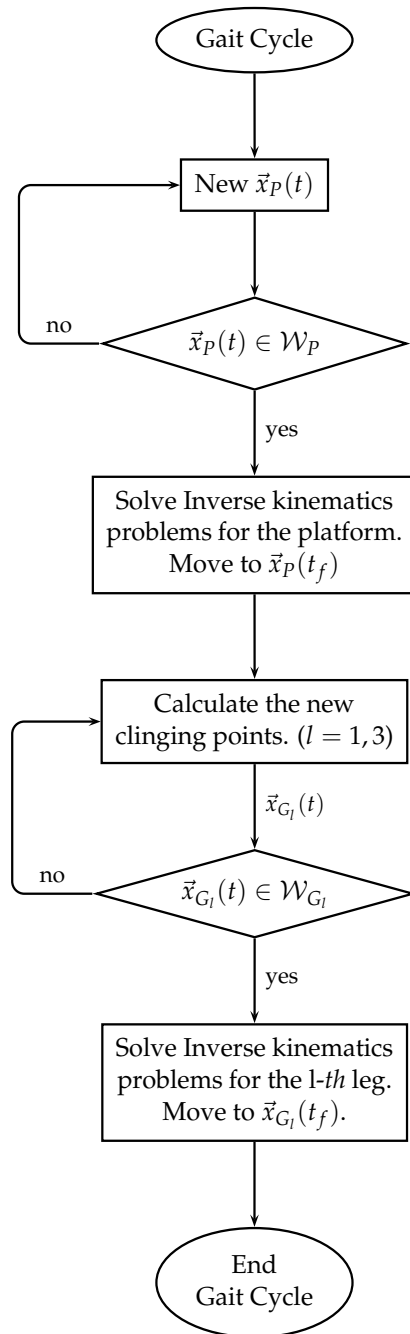 Gait Cycle
New $\vec{x}_P(t)$
no
$\vec{x}_P(t) \in \mathcal{W}_P$
yes
Solve Inverse kinematics
problems for the platform.
Move to $\vec{x}_P(t_f)$
Calculate the new
clinging points. ($l = 1, 3$)
$\vec{x}_{G_l}(t)$
no
$\vec{x}_{G_l}(t) \in \mathcal{W}_{G_l}$
yes
Solve Inverse kinematics
problems for the l-th leg.
Move to $\vec{x}_{G_l}(t_f)$.
End
Gait Cycle